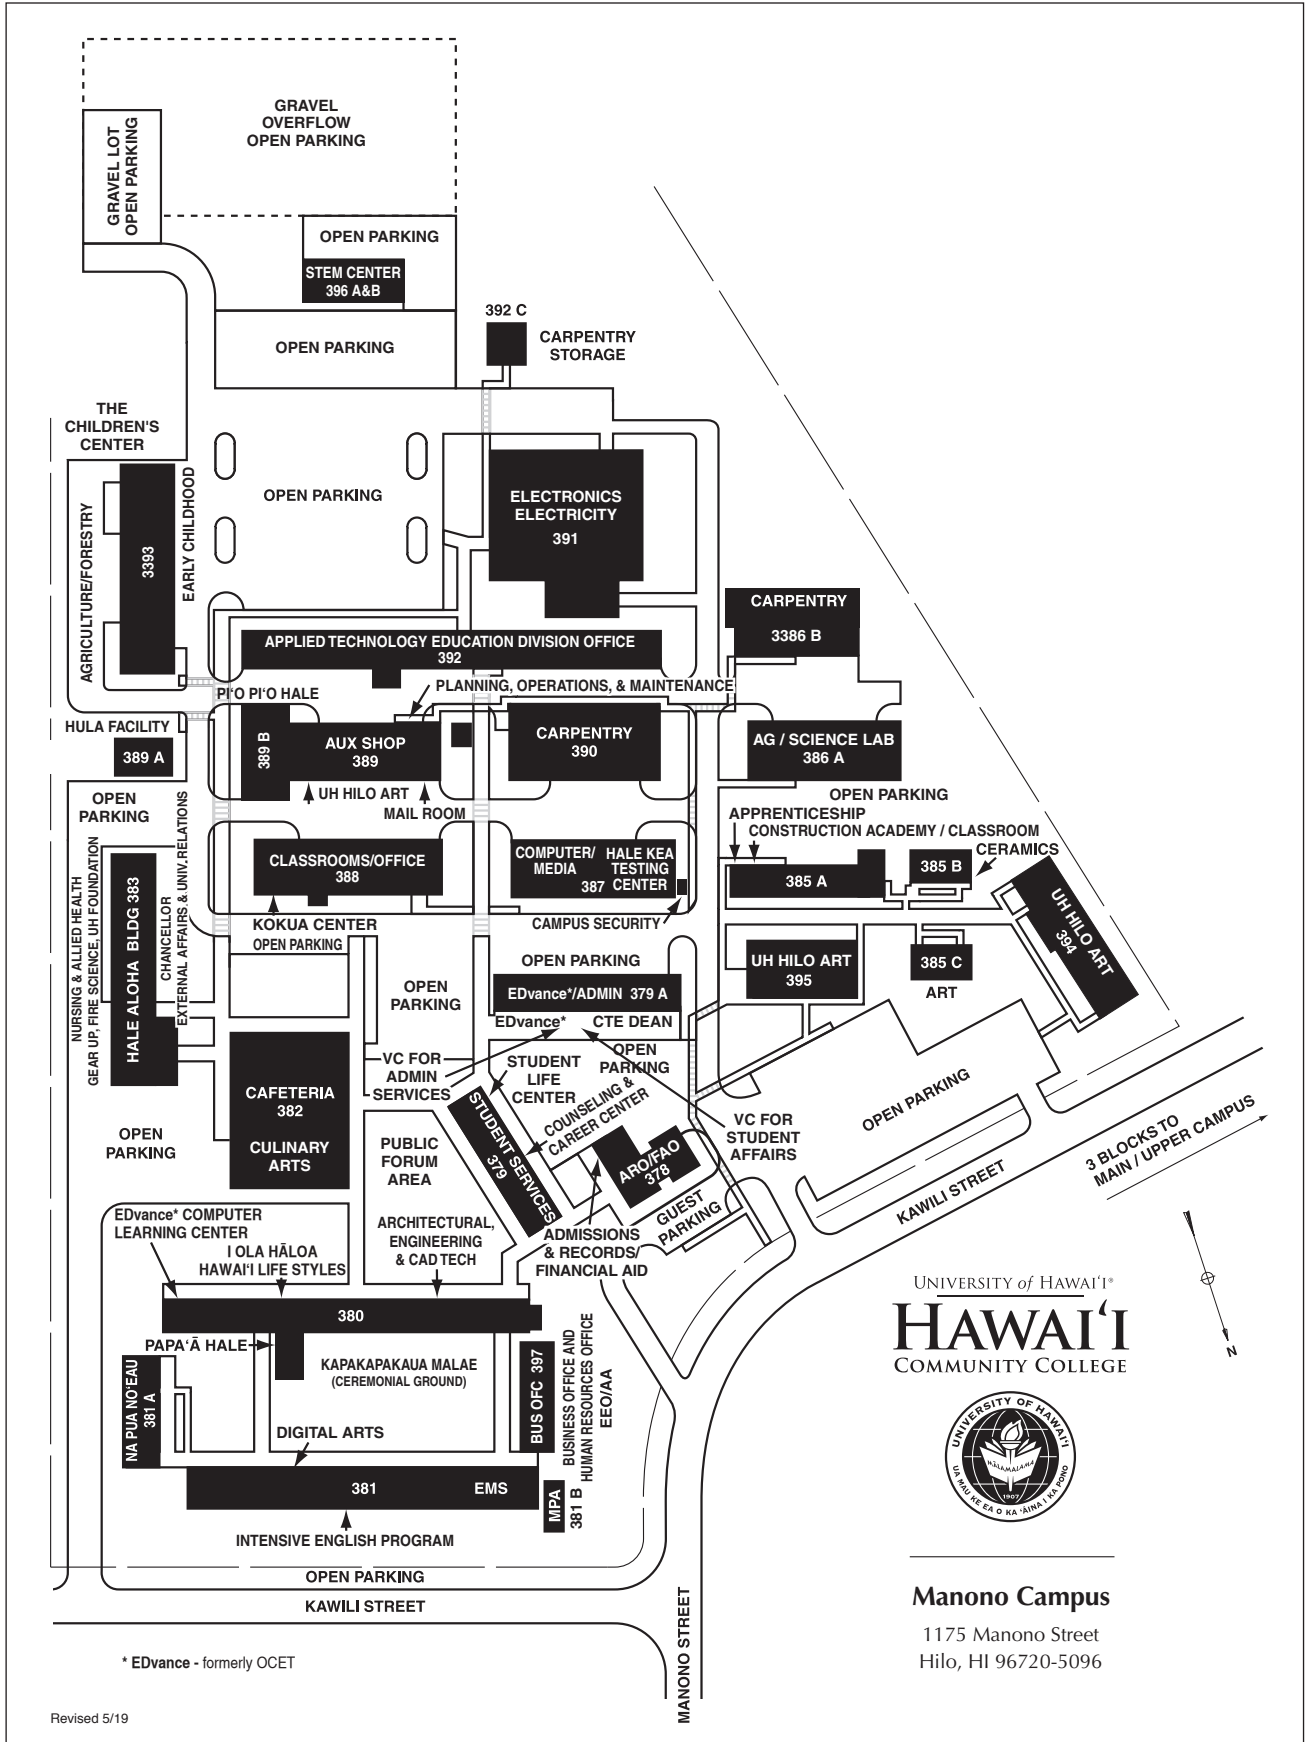 GRAVEL
OVERFLOW
OPEN PARKING
GRAVEL LOT
OPEN PARKING
OPEN PARKING
STEM CENTER
396 A&B
392 C
CARPENTRY
STORAGE
OPEN PARKING
THE
CHILDREN'S
CENTER
AGRICULTURE/FORESTRY
3393
EARLY CHILDHOOD
OPEN PARKING
ELECTRONICS
ELECTRICITY
391
CARPENTRY
3386 B
APPLIED TECHNOLOGY EDUCATION DIVISION OFFICE
392
PI‘O PI‘O HALE
PLANNING, OPERATIONS, & MAINTENANCE
HULA FACILITY
389 A
389 B
AUX SHOP
389
CARPENTRY
390
AG / SCIENCE LAB
386 A
UH HILO ART
MAIL ROOM
OPEN PARKING
OPEN
PARKING
APPRENTICESHIP
CONSTRUCTION ACADEMY / CLASSROOM
CERAMICS
NURSING & ALLIED HEALTH
GEAR UP, FIRE SCIENCE, UH FOUNDATION
HALE ALOHA BLDG 383
CHANCELLOR
EXTERNAL AFFAIRS & UNIV. RELATIONS
CLASSROOMS/OFFICE
388
KOKUA CENTER
OPEN PARKING
COMPUTER/
MEDIA
387
HALE KEA
TESTING
CENTER
CAMPUS SECURITY
385 A
385 B
385 C
ART
UH HILO ART
394
UH HILO ART
395
OPEN
PARKING
OPEN PARKING
EDvance*/ADMIN 379 A
EDvance*
CTE DEAN
OPEN
PARKING
VC FOR
ADMIN
SERVICES
STUDENT
LIFE
CENTER
COUNSELING &
CAREER CENTER
STUDENT SERVICES
379
CAFETERIA
382
CULINARY
ARTS
OPEN
PARKING
PUBLIC
FORUM
AREA
VC FOR
STUDENT
AFFAIRS
ARO/FAO
378
GUEST
PARKING
OPEN PARKING
KAWILI STREET
3 BLOCKS TO
MAIN / UPPER CAMPUS
EDvance* COMPUTER
LEARNING CENTER
I OLA HĀLOA
HAWAI‘I LIFE STYLES
ARCHITECTURAL,
ENGINEERING
& CAD TECH
ADMISSIONS
& RECORDS/
FINANCIAL AID
380
PAPA‘Ā HALE
KAPAKAPAKAUA MALAE
(CEREMONIAL GROUND)
NA PUA NO‘EAU
381 A
BUS OFC 397
BUSINESS OFFICE AND
HUMAN RESOURCES OFFICE
EEO/AA
DIGITAL ARTS
381
EMS
MPA
381 B
INTENSIVE ENGLISH PROGRAM
OPEN PARKING
KAWILI STREET
MANONO STREET
N
UNIVERSITY of HAWAI‘I®
HAWAI‘I
COMMUNITY COLLEGE
UNIVERSITY OF HAWAI‘I
MĀLAMALAMA
1907
UA MAU KE EA O KA ‘ĀINA I KA PONO
Manono Campus
1175 Manono Street
Hilo, HI 96720-5096
* EDvance - formerly OCET
Revised 5/19